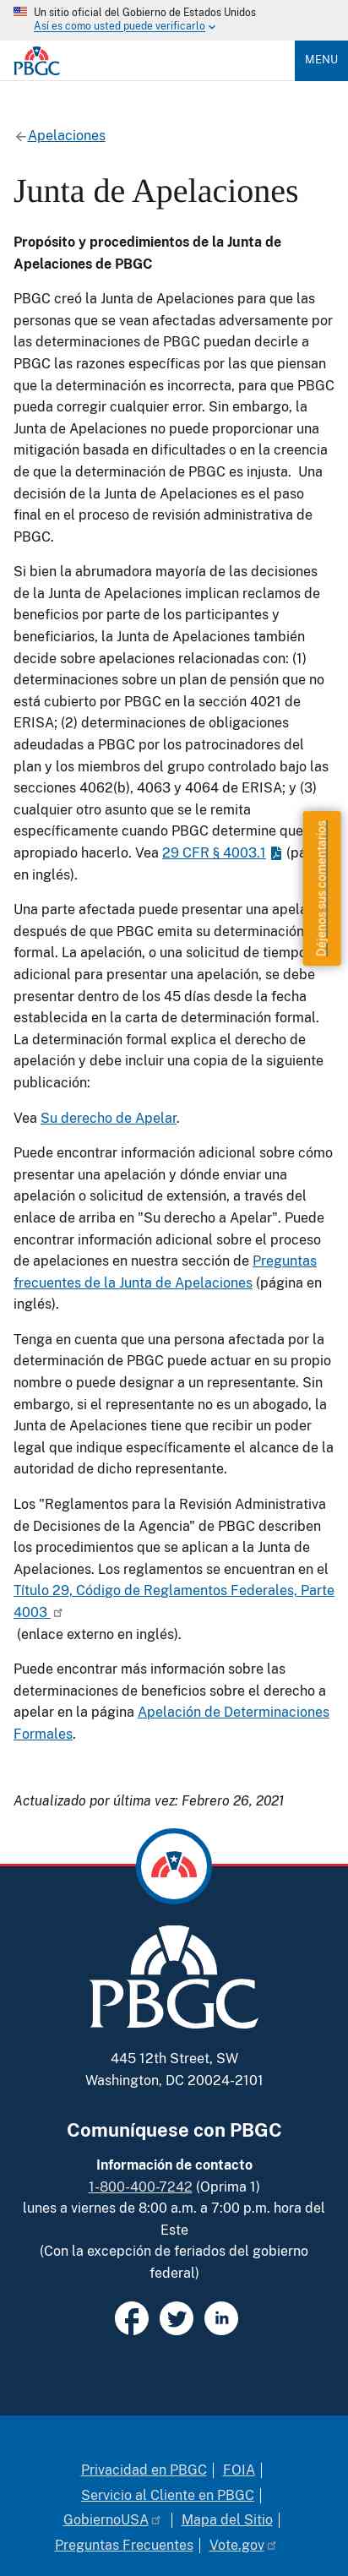 Un sitio oficial del Gobierno de Estados Unidos
Así es como usted puede verificarlo
PBGC
MENU
Apelaciones
Junta de Apelaciones
Propósito y procedimientos de la Junta de
Apelaciones de PBGC
PBGC creó la Junta de Apelaciones para que las
personas que se vean afectadas adversamente por
las determinaciones de PBGC puedan decirle a
PBGC las razones específicas por las que piensan
que la determinación es incorrecta, para que PBGC
pueda corregir cualquier error. Sin embargo, la
Junta de Apelaciones no puede proporcionar una
mitigación basada en dificultades o en la creencia
de que la determinación de PBGC es injusta.  Una
decisión de la Junta de Apelaciones es el paso
final en el proceso de revisión administrativa de
PBGC.
Si bien la abrumadora mayoría de las decisiones
de la Junta de Apelaciones implican reclamos de
beneficios por parte de los participantes y
beneficiarios, la Junta de Apelaciones también
decide sobre apelaciones relacionadas con: (1)
determinaciones sobre un plan de pensión que no
está cubierto por PBGC en la sección 4021 de
ERISA; (2) determinaciones de obligaciones
adeudadas a PBGC por los patrocinadores del
plan y los miembros del grupo controlado bajo las
secciones 4062(b), 4063 y 4064 de ERISA; y (3)
cualquier otro asunto que se le remita
específicamente cuando PBGC determine que
apropiado hacerlo. Vea 29 CFR § 4003.1 (pá
en inglés).
Déjenos sus comentarios
Una parte afectada puede presentar una apela
después de que PBGC emita su determinación
formal. La apelación, o una solicitud de tiempo
adicional para presentar una apelación, se debe
presentar dentro de los 45 días desde la fecha
establecida en la carta de determinación formal.
La determinación formal explica el derecho de
apelación y debe incluir una copia de la siguiente
publicación:
Vea Su derecho de Apelar.
Puede encontrar información adicional sobre cómo
presentar una apelación y dónde enviar una
apelación o solicitud de extensión, a través del
enlace de arriba en "Su derecho a Apelar". Puede
encontrar información adicional sobre el proceso
de apelaciones en nuestra sección de Preguntas
frecuentes de la Junta de Apelaciones (página en
inglés).
Tenga en cuenta que una persona afectada por la
determinación de PBGC puede actuar en su propio
nombre o puede designar a un representante. Sin
embargo, si el representante no es un abogado, la
Junta de Apelaciones tiene que recibir un poder
legal que indique específicamente el alcance de la
autoridad de dicho representante.
Los "Reglamentos para la Revisión Administrativa
de Decisiones de la Agencia" de PBGC describen
los procedimientos que se aplican a la Junta de
Apelaciones. Los reglamentos se encuentran en el
Título 29, Código de Reglamentos Federales, Parte
4003
(enlace externo en inglés).
Puede encontrar más información sobre las
determinaciones de beneficios sobre el derecho a
apelar en la página Apelación de Determinaciones
Formales.
Actualizado por última vez: Febrero 26, 2021
PBGC
445 12th Street, SW
Washington, DC 20024-2101
Comuníquese con PBGC
Información de contacto
1-800-400-7242 (Oprima 1)
lunes a viernes de 8:00 a.m. a 7:00 p.m. hora del
Este
(Con la excepción de feriados del gobierno
federal)
Privacidad en PBGC | FOIA |
Servicio al Cliente en PBGC |
GobiernoUSA | Mapa del Sitio |
Preguntas Frecuentes | Vote.gov